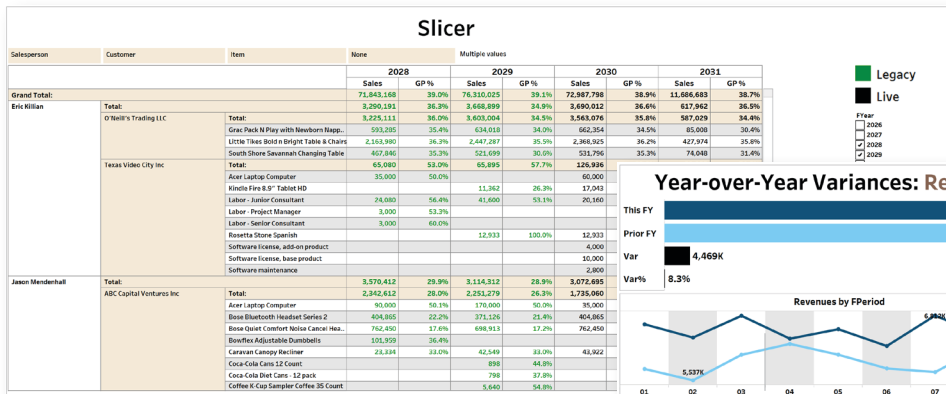 Slicer
Salesperson Customer Item None Multiple values
2028 2029 2030 2031
Sales GP % Sales GP % Sales GP % Sales GP %
Grand Total: 71,843,168 39.0% 76,310,025 39.1% 72,987,798 38.9% 11,686,683 38.7%
Eric Killian Total: 3,290,191 36.3% 3,668,899 34.9% 3,690,012 36.6% 617,962 36.5%
O'Neill's Trading LLC Total: 3,225,111 36.0% 3,603,004 34.5% 3,563,076 35.8% 587,029 34.4%
Grac Pack N Play with Newborn Napp.. 593,285 35.4% 634,018 34.0% 662,354 34.5% 85,008 30.4%
Little Tikes Bold n Bright Table & Chairs 2,163,980 36.3% 2,447,287 35.5% 2,368,925 36.2% 427,974 35.8%
South Shore Savannah Changing Table 467,846 35.3% 521,699 30.6% 531,796 35.3% 74,048 31.4%
Texas Video City Inc Total: 65,080 53.0% 65,895 57.7% 126,936
Acer Laptop Computer 35,000 50.0% 60,000
Kindle Fire 8.9" Tablet HD 11,362 26.3% 17,043
Labor - Junior Consultant 24,080 56.4% 41,600 53.1% 20,160
Labor - Project Manager 3,000 53.3%
Labor - Senior Consultant 3,000 60.0%
Rosetta Stone Spanish 12,933 100.0% 12,933
Software license, add-on product 4,000
Software license, base product 10,000
Software maintenance 2,800
Jason Mendenhall Total: 3,570,412 29.9% 3,114,312 28.9% 3,072,695
ABC Capital Ventures Inc Total: 2,342,612 28.0% 2,251,279 26.3% 1,735,060
Acer Laptop Computer 90,000 50.1% 170,000 50.0% 35,000
Bose Bluetooth Headset Series 2 404,865 22.2% 371,126 21.4% 404,865
Bose Quiet Comfort Noise Cancel Hea.. 762,450 17.6% 698,913 17.2% 762,450
Bowflex Adjustable Dumbbells 101,959 36.4%
Caravan Canopy Recliner 23,334 33.0% 42,549 33.0% 43,922
Coca-Cola Cans 12 Count 898 44.8%
Coca-Cola Diet Cans - 12 pack 798 37.8%
Coffee K-Cup Sampler Coffee 35 Count 5,640 54.8%
Legacy
Live
FYear
2026
2027
2028
2029
Year-over-Year Variances: Re
This FY
Prior FY
Var 4,469K
Var% 8.3%
Revenues by FPeriod
5,537K
01 02 03 04 05 06 07